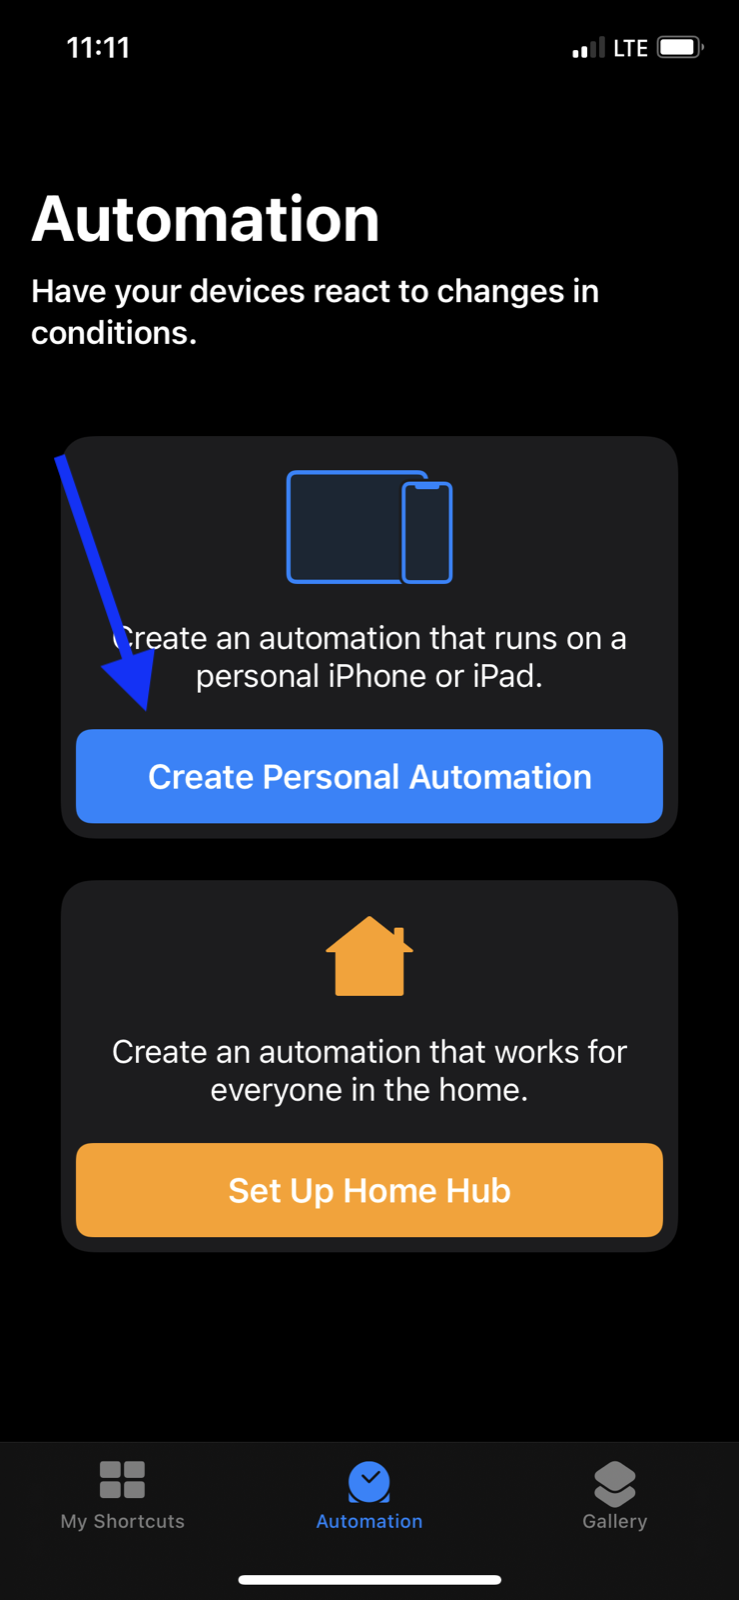 11:11
LTE
Automation
Have your devices react to changes in
conditions.
Create an automation that runs on a
personal iPhone or iPad.
Create Personal Automation
Create an automation that works for
everyone in the home.
Set Up Home Hub
My Shortcuts
Automation
Gallery